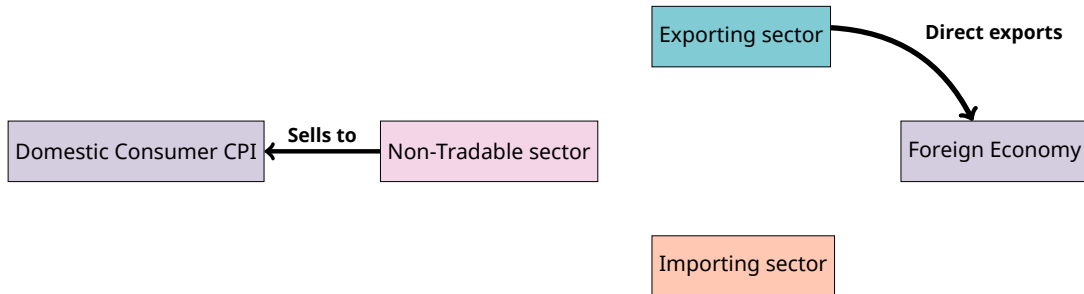 Exporting sector
Direct exports
Domestic Consumer CPI
Sells to
Non-Tradable sector
Foreign Economy
Importing sector